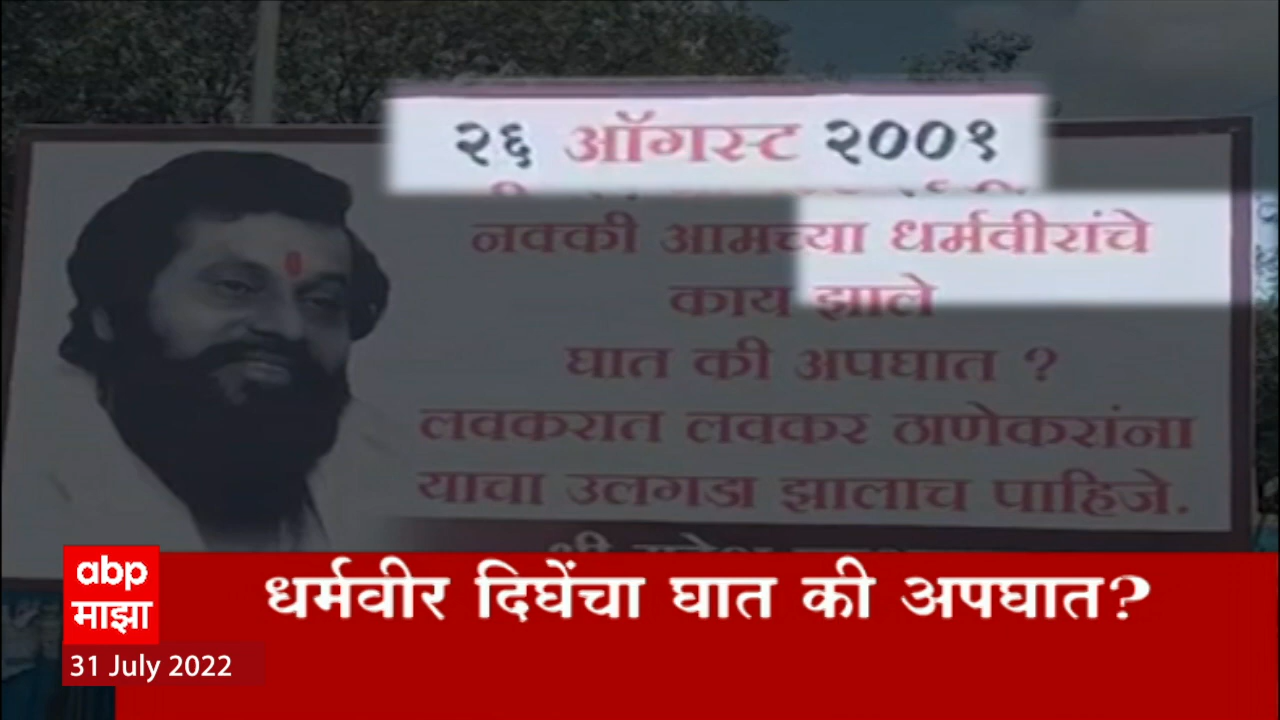 २६ ऑगस्ट २००१
नक्की आमच्या धर्मवीरांचे
काय झाले
घात की अपघात ?
लवकरात लवकर ठाणेकरांना
याचा उलगडा झालाच पाहिजे.
abp
माझा
धर्मवीर दिघेंचा घात की अपघात?
31 July 2022